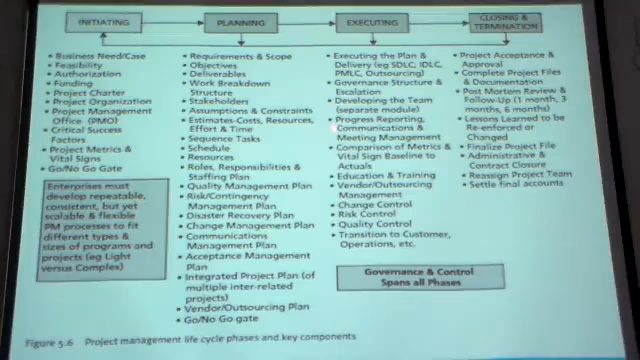 INITIATING
PLANNING
EXECUTING
CLOSING &
TERMINATION
• Business Need/Case
• Feasibility
• Authorization
• Funding
• Project Charter
• Project Organization
• Project Management
Office (PMO)
• Critical Success
Factors
• Project Metrics &
Vital Signs
• Go/No Go Gate
Enterprises must
develop repeatable,
consistent, but yet
scalable & flexible
PM processes to fit
different types &
sizes of programs and
projects (eg Light
versus Complex)
• Requirements & Scope
• Objectives
• Deliverables
• Work Breakdown
Structure
• Stakeholders
• Assumptions & Constraints
• Estimates-Costs, Resources,
Effort & Time
• Sequence Tasks
• Schedule
• Resources
• Roles, Responsibilities &
Staffing Plan
• Quality Management Plan
• Risk/Contingency
Management Plan
• Disaster Recovery Plan
• Change Management Plan
• Communications
Management Plan
• Acceptance Management
Plan
• Integrated Project Plan (of
multiple inter-related
projects)
• Vendor/Outsourcing Plan
• Go/No Go gate
• Executing the Plan &
Delivery (eg SDLC, IDLC,
PMLC, Outsourcing)
• Governance Structure &
Escalation
• Developing the Team
(separate module)
• Progress Reporting,
Communications &
Meeting Management
• Comparison of Metrics &
Vital Sign Baseline to
Actuals
• Education & Training
• Vendor/Outsourcing
Management
• Change Control
• Risk Control
• Quality Control
• Transition to Customer,
Operations, etc.
• Project Acceptance &
Approval
• Complete Project Files
& Documentation
• Post Mortem Review &
Follow-Up (1 month, 3
months, 6 months)
• Lessons Learned to be
Re-enforced or
Changed
• Finalize Project File
• Administrative &
Contract Closure
• Reassign Project Team
• Settle final accounts
Governance & Control
Spans all Phases
Figure 5.6 Project management life cycle phases and key components